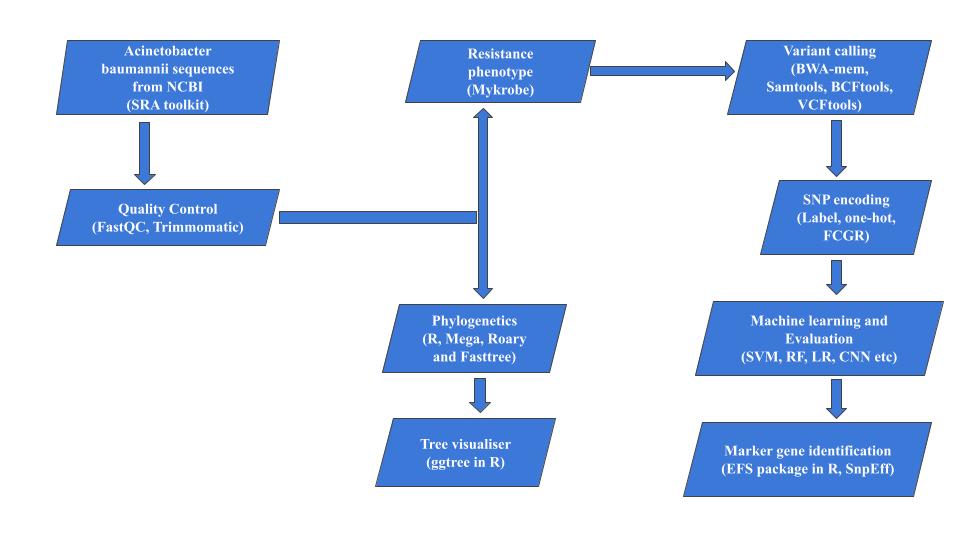 Acinetobacter
baumannii sequences
from NCBI
(SRA toolkit)
Quality Control
(FastQC, Trimmomatic)
Resistance
phenotype
(Mykrobe)
Phylogenetics
(R, Mega, Roary
and Fasttree)
Tree visualiser
(ggtree in R)
Variant calling
(BWA-mem,
Samtools, BCFtools,
VCFtools)
SNP encoding
(Label, one-hot,
FCGR)
Machine learning and
Evaluation
(SVM, RF, LR, CNN etc)
Marker gene identification
(EFS package in R, SnpEff)